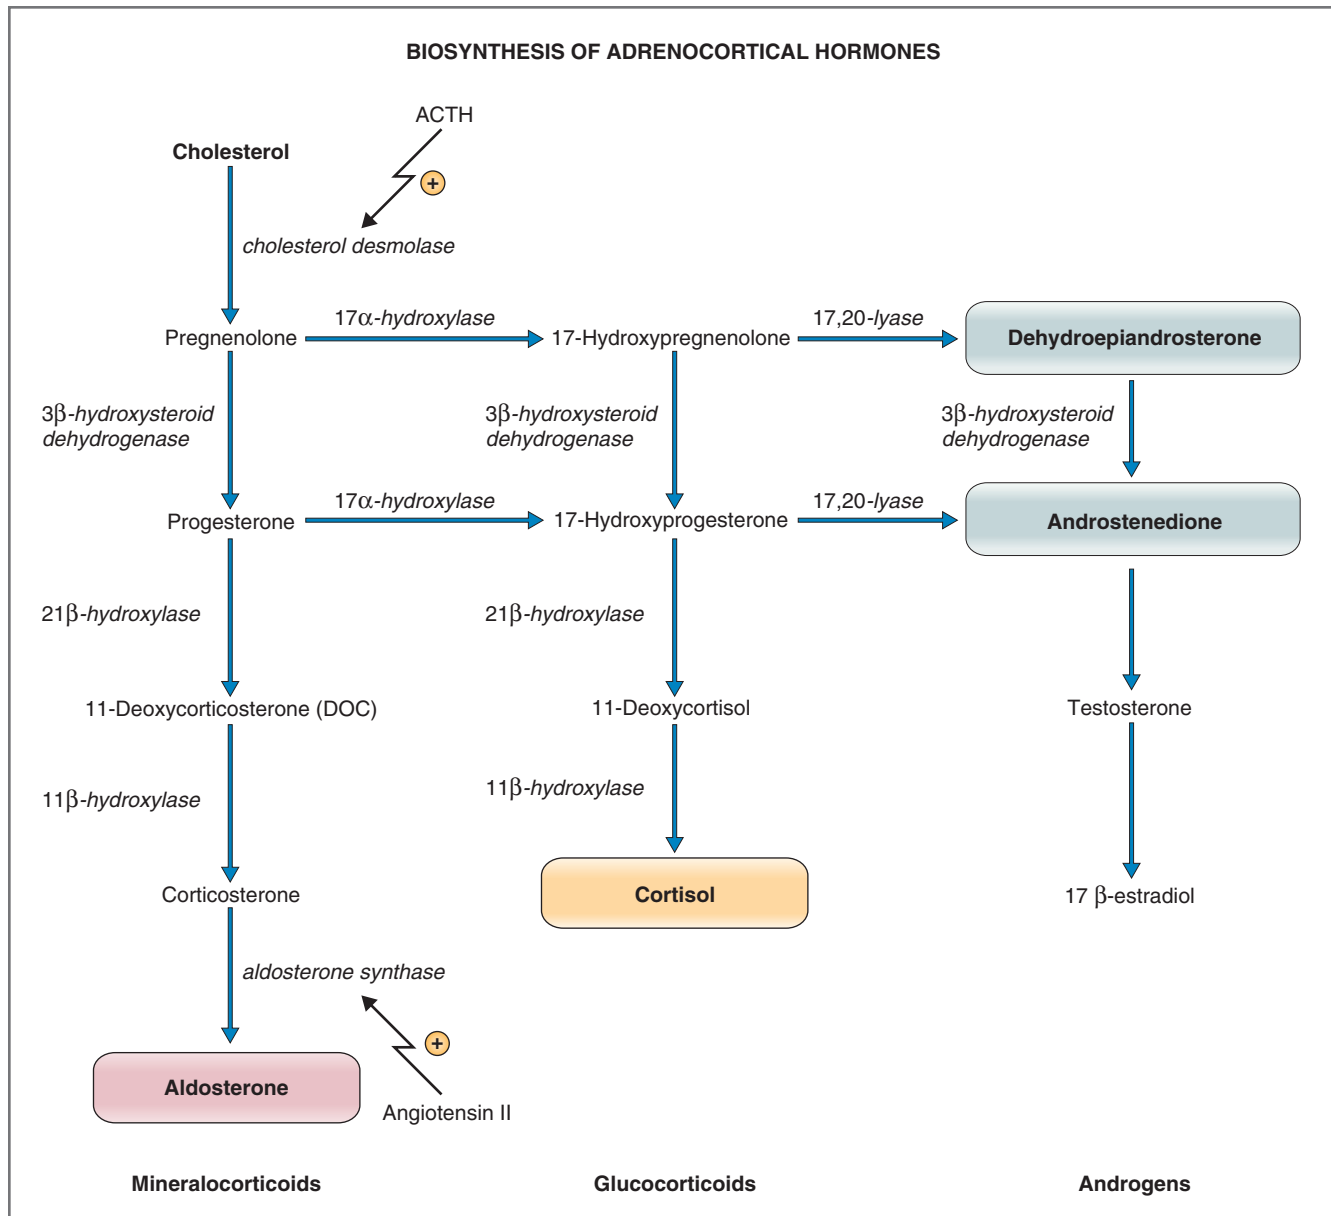 BIOSYNTHESIS OF ADRENOCORTICAL HORMONES
ACTH
Cholesterol
+
cholesterol desmolase
17α-hydroxylase
17,20-lyase
Pregnenolone
17-Hydroxypregnenolone
Dehydroepiandrosterone
3β-hydroxysteroid
dehydrogenase
3β-hydroxysteroid
dehydrogenase
3β-hydroxysteroid
dehydrogenase
17α-hydroxylase
17,20-lyase
Progesterone
17-Hydroxyprogesterone
Androstenedione
21β-hydroxylase
21β-hydroxylase
11-Deoxycorticosterone (DOC)
11-Deoxycortisol
Testosterone
11β-hydroxylase
11β-hydroxylase
Corticosterone
Cortisol
17 β-estradiol
aldosterone synthase
+
Aldosterone
Angiotensin II
Mineralocorticoids
Glucocorticoids
Androgens